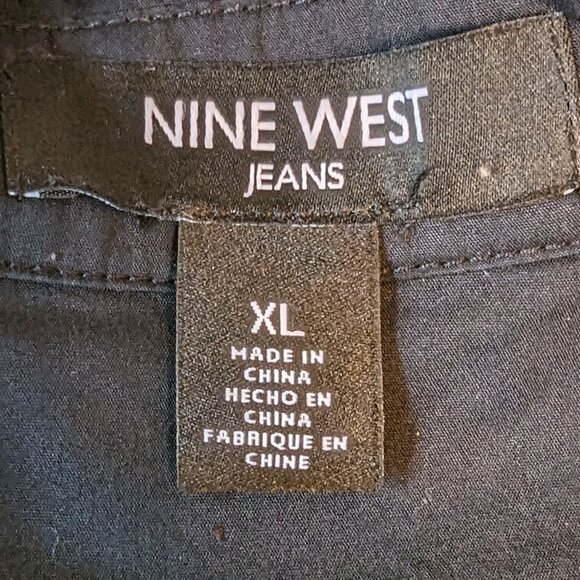 NINE WEST
JEANS
XL
MADE IN
CHINA
HECHO EN
CHINA
FABRIQUE EN
CHINE